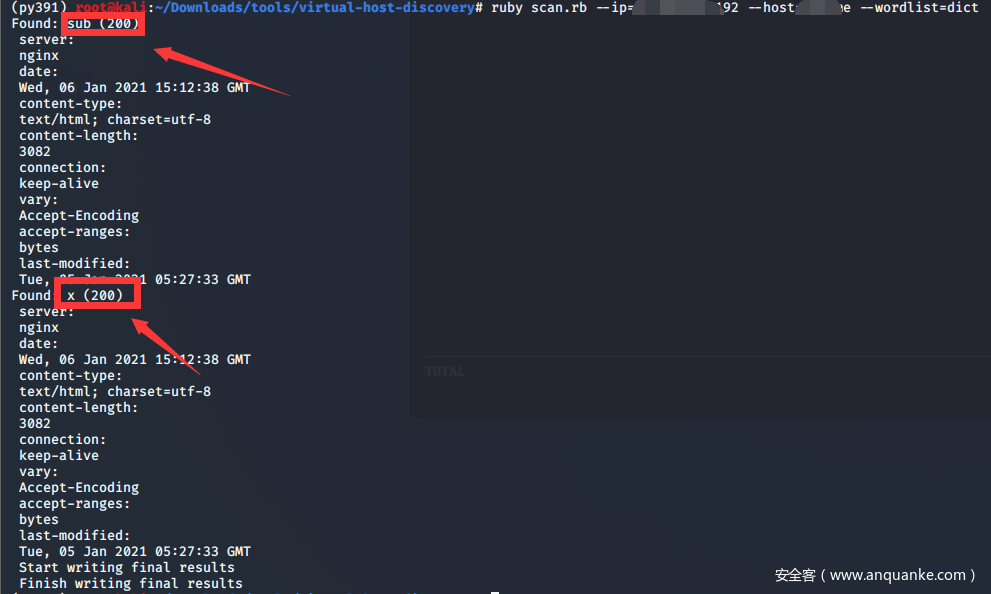 (py391) root@kali:~/Downloads/tools/virtual-host-discovery# ruby scan.rb --ip= 192 --host= e --wordlist=dict
Found: sub (200)
server:
nginx
date:
Wed, 06 Jan 2021 15:12:38 GMT
content-type:
text/html; charset=utf-8
content-length:
3082
connection:
keep-alive
vary:
Accept-Encoding
accept-ranges:
bytes
last-modified:
Tue, 05 Jan 2021 05:27:33 GMT
Found: x (200)
server:
nginx
date:
Wed, 06 Jan 2021 15:12:38 GMT
content-type:
text/html; charset=utf-8
content-length:
3082
connection:
keep-alive
vary:
Accept-Encoding
accept-ranges:
bytes
last-modified:
Tue, 05 Jan 2021 05:27:33 GMT
Start writing final results
Finish writing final results
TOTAL
安全客（www.anquanke.com）